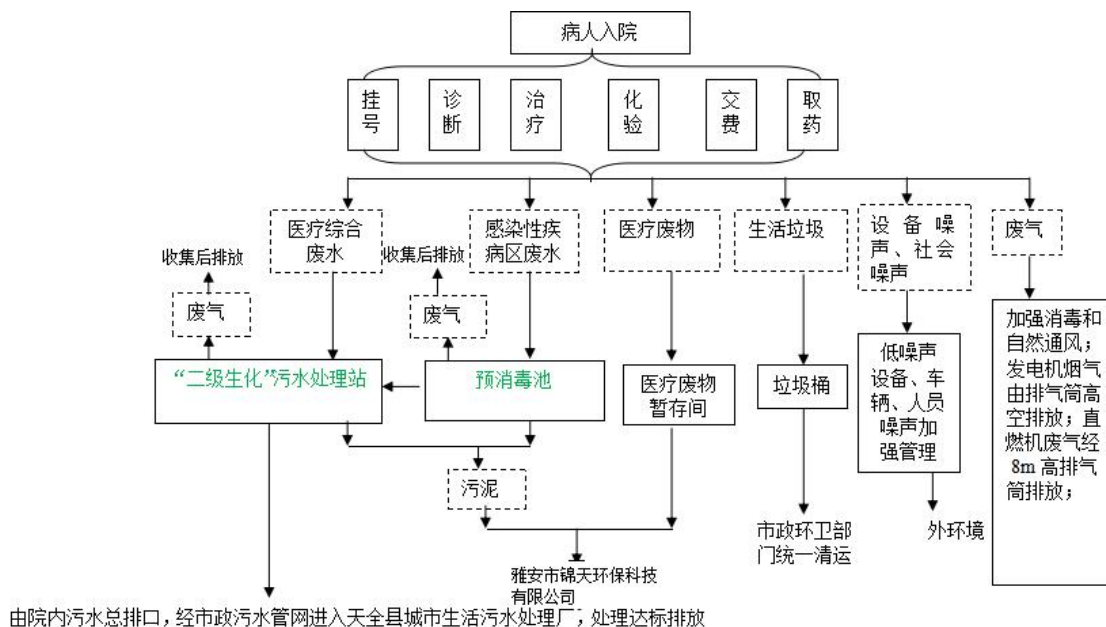 病人入院
挂
号
诊
断
治
疗
化
验
交
费
取
药
医疗综合
废水
感染性疾
病区废水
医疗废物
生活垃圾
设备噪
声、社会
噪声
废气
收集后排放
收集后排放
废气
废气
“二级生化”污水处理站
预消毒池
医疗废物
暂存间
垃圾桶
低噪声
设备、车
辆、人员
噪声加
强管理
加强消毒和
自然通风；
发电机烟气
由排气筒高
空排放；直
燃机废气经
8m 高排气
筒排放；
污泥
市政环卫部
门统一清运
外环境
雅安市锦天环保科技
有限公司
由院内污水总排口，经市政污水管网进入天全县城市生活污水处理厂，处理达标排放